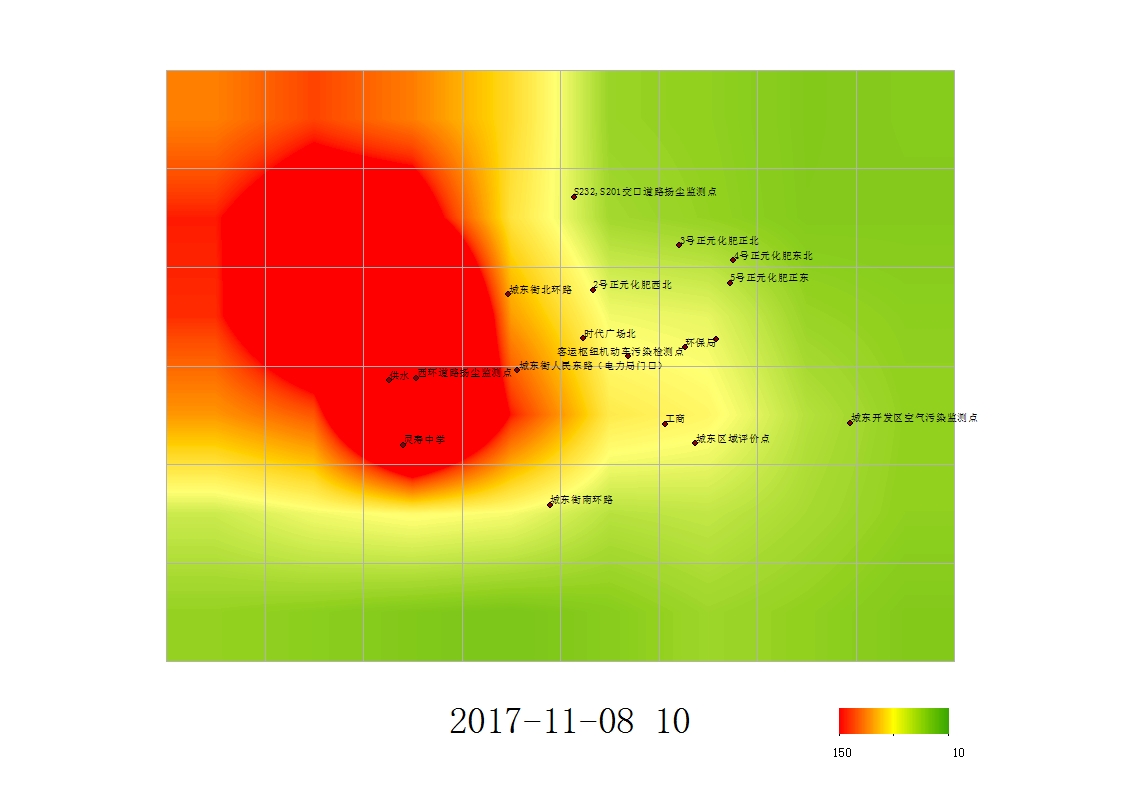 S232,S201交口道路扬尘监测点
3号正元化肥正北
4号正元化肥东北
5号正元化肥正东
2号正元化肥西北
城东街北环路
时代广场北
环保局
客运枢纽机动车污染检测点
城东街人民东路（电力局门口）
供水
西环道路扬尘监测点
工商
城东开发区空气污染监测点
城东区域评价点
灵寿中学
城东街南环路
2017-11-08 10
150
10